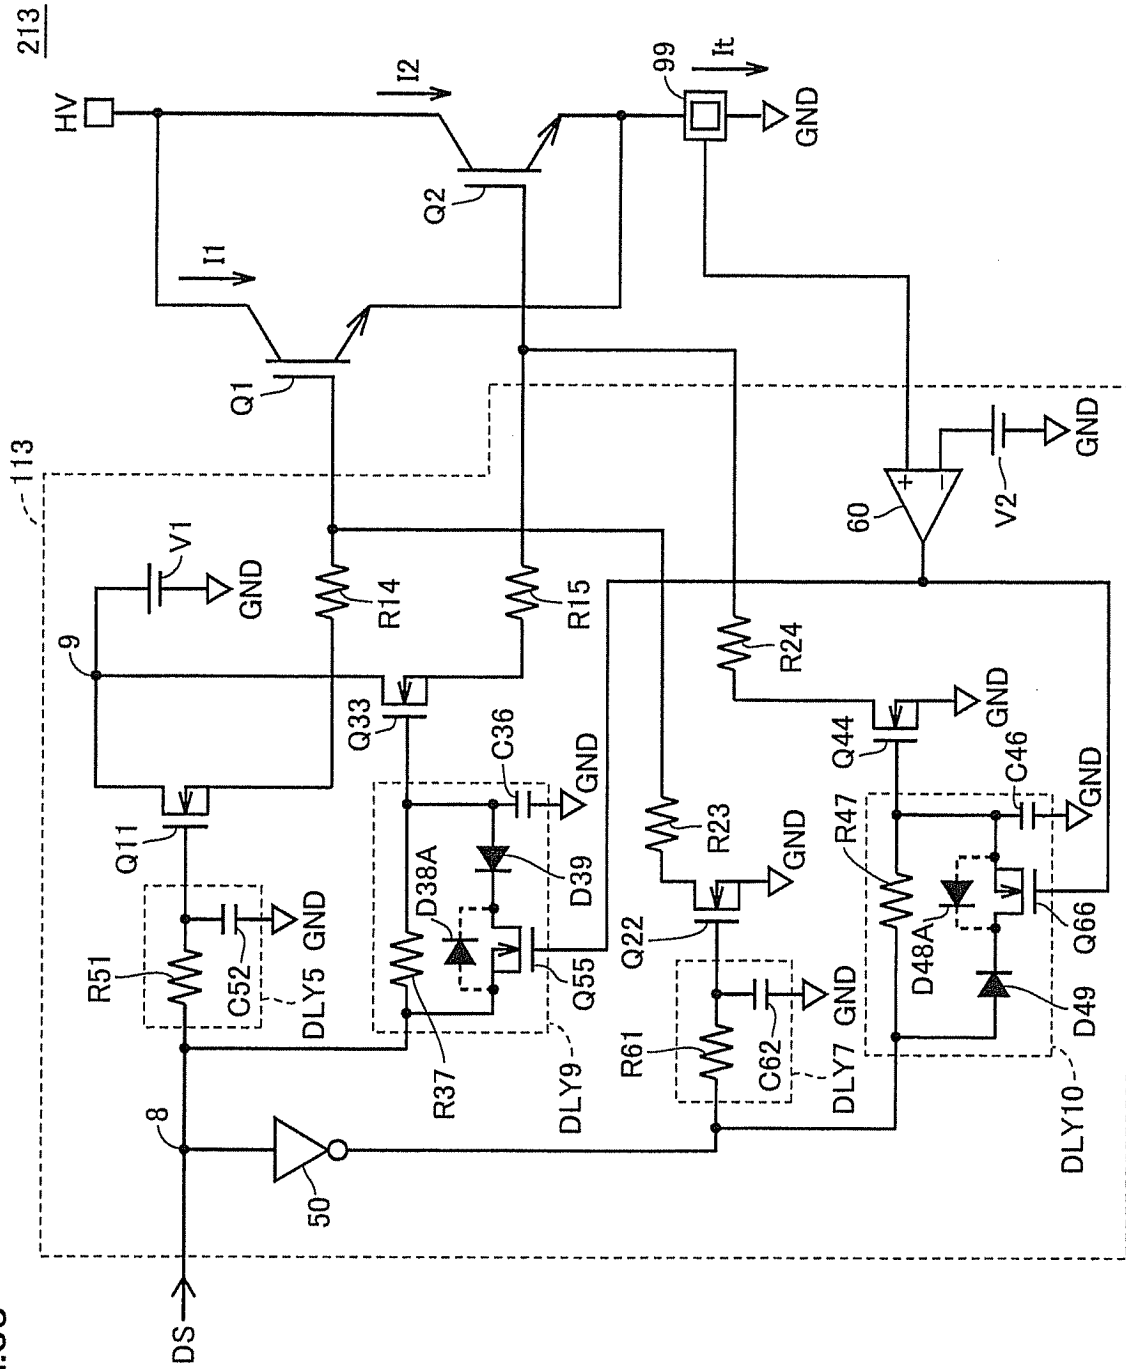 213
113
HV
I1
I2
Q1
Q2
99
It
GND
9
V1
GND
R14
R15
60
V2
GND
Q11
Q33
R24
R51
C52
GND
DLY5
D38A
C36
GND
D39
Q55
R37
DLY9
Q22
R23
GND
Q44
GND
R61
C62
GND
DLY7
R47
C46
GND
D48A
Q66
D49
DLY10
8
50
DS